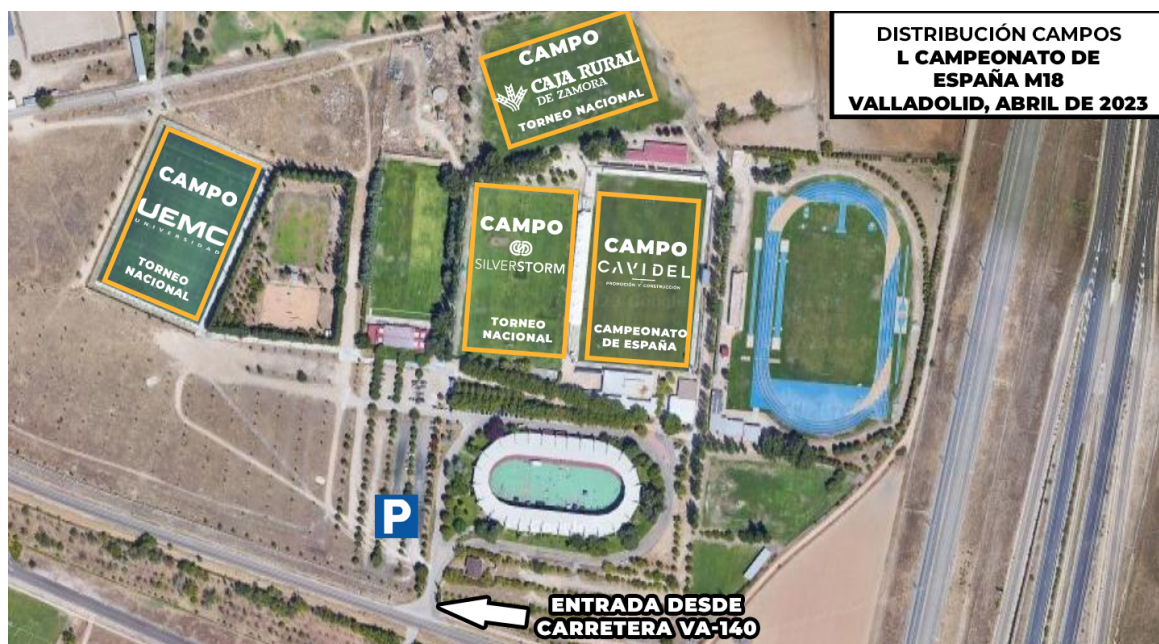 DISTRIBUCIÓN CAMPOS
L CAMPEONATO DE
ESPAÑA M18
VALLADOLID, ABRIL DE 2023
CAMPO
CAJA RURAL
DE ZAMORA
TORNEO NACIONAL
CAMPO
UEMC
UNIVERSIDAD
TORNEO
NACIONAL
CAMPO
SILVERSTORM
TORNEO
NACIONAL
CAMPO
CAVIDEL
PROMOCIÓN Y CONSTRUCCIÓN
CAMPEONATO
DE ESPAÑA
P
ENTRADA DESDE
CARRETERA VA-140